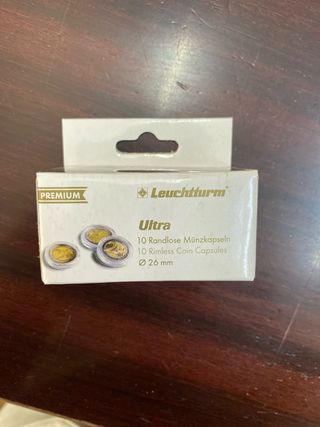 PREMIUM
Leuchtturm
Ultra
10 Randlose Münzkapseln
10 Rimless Coin Capsules
Ø 26 mm